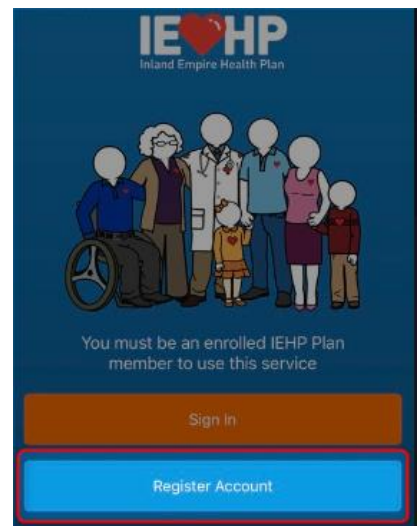 IEHP
Inland Empire Health Plan
You must be an enrolled IEHP Plan
member to use this service
Sign In
Register Account